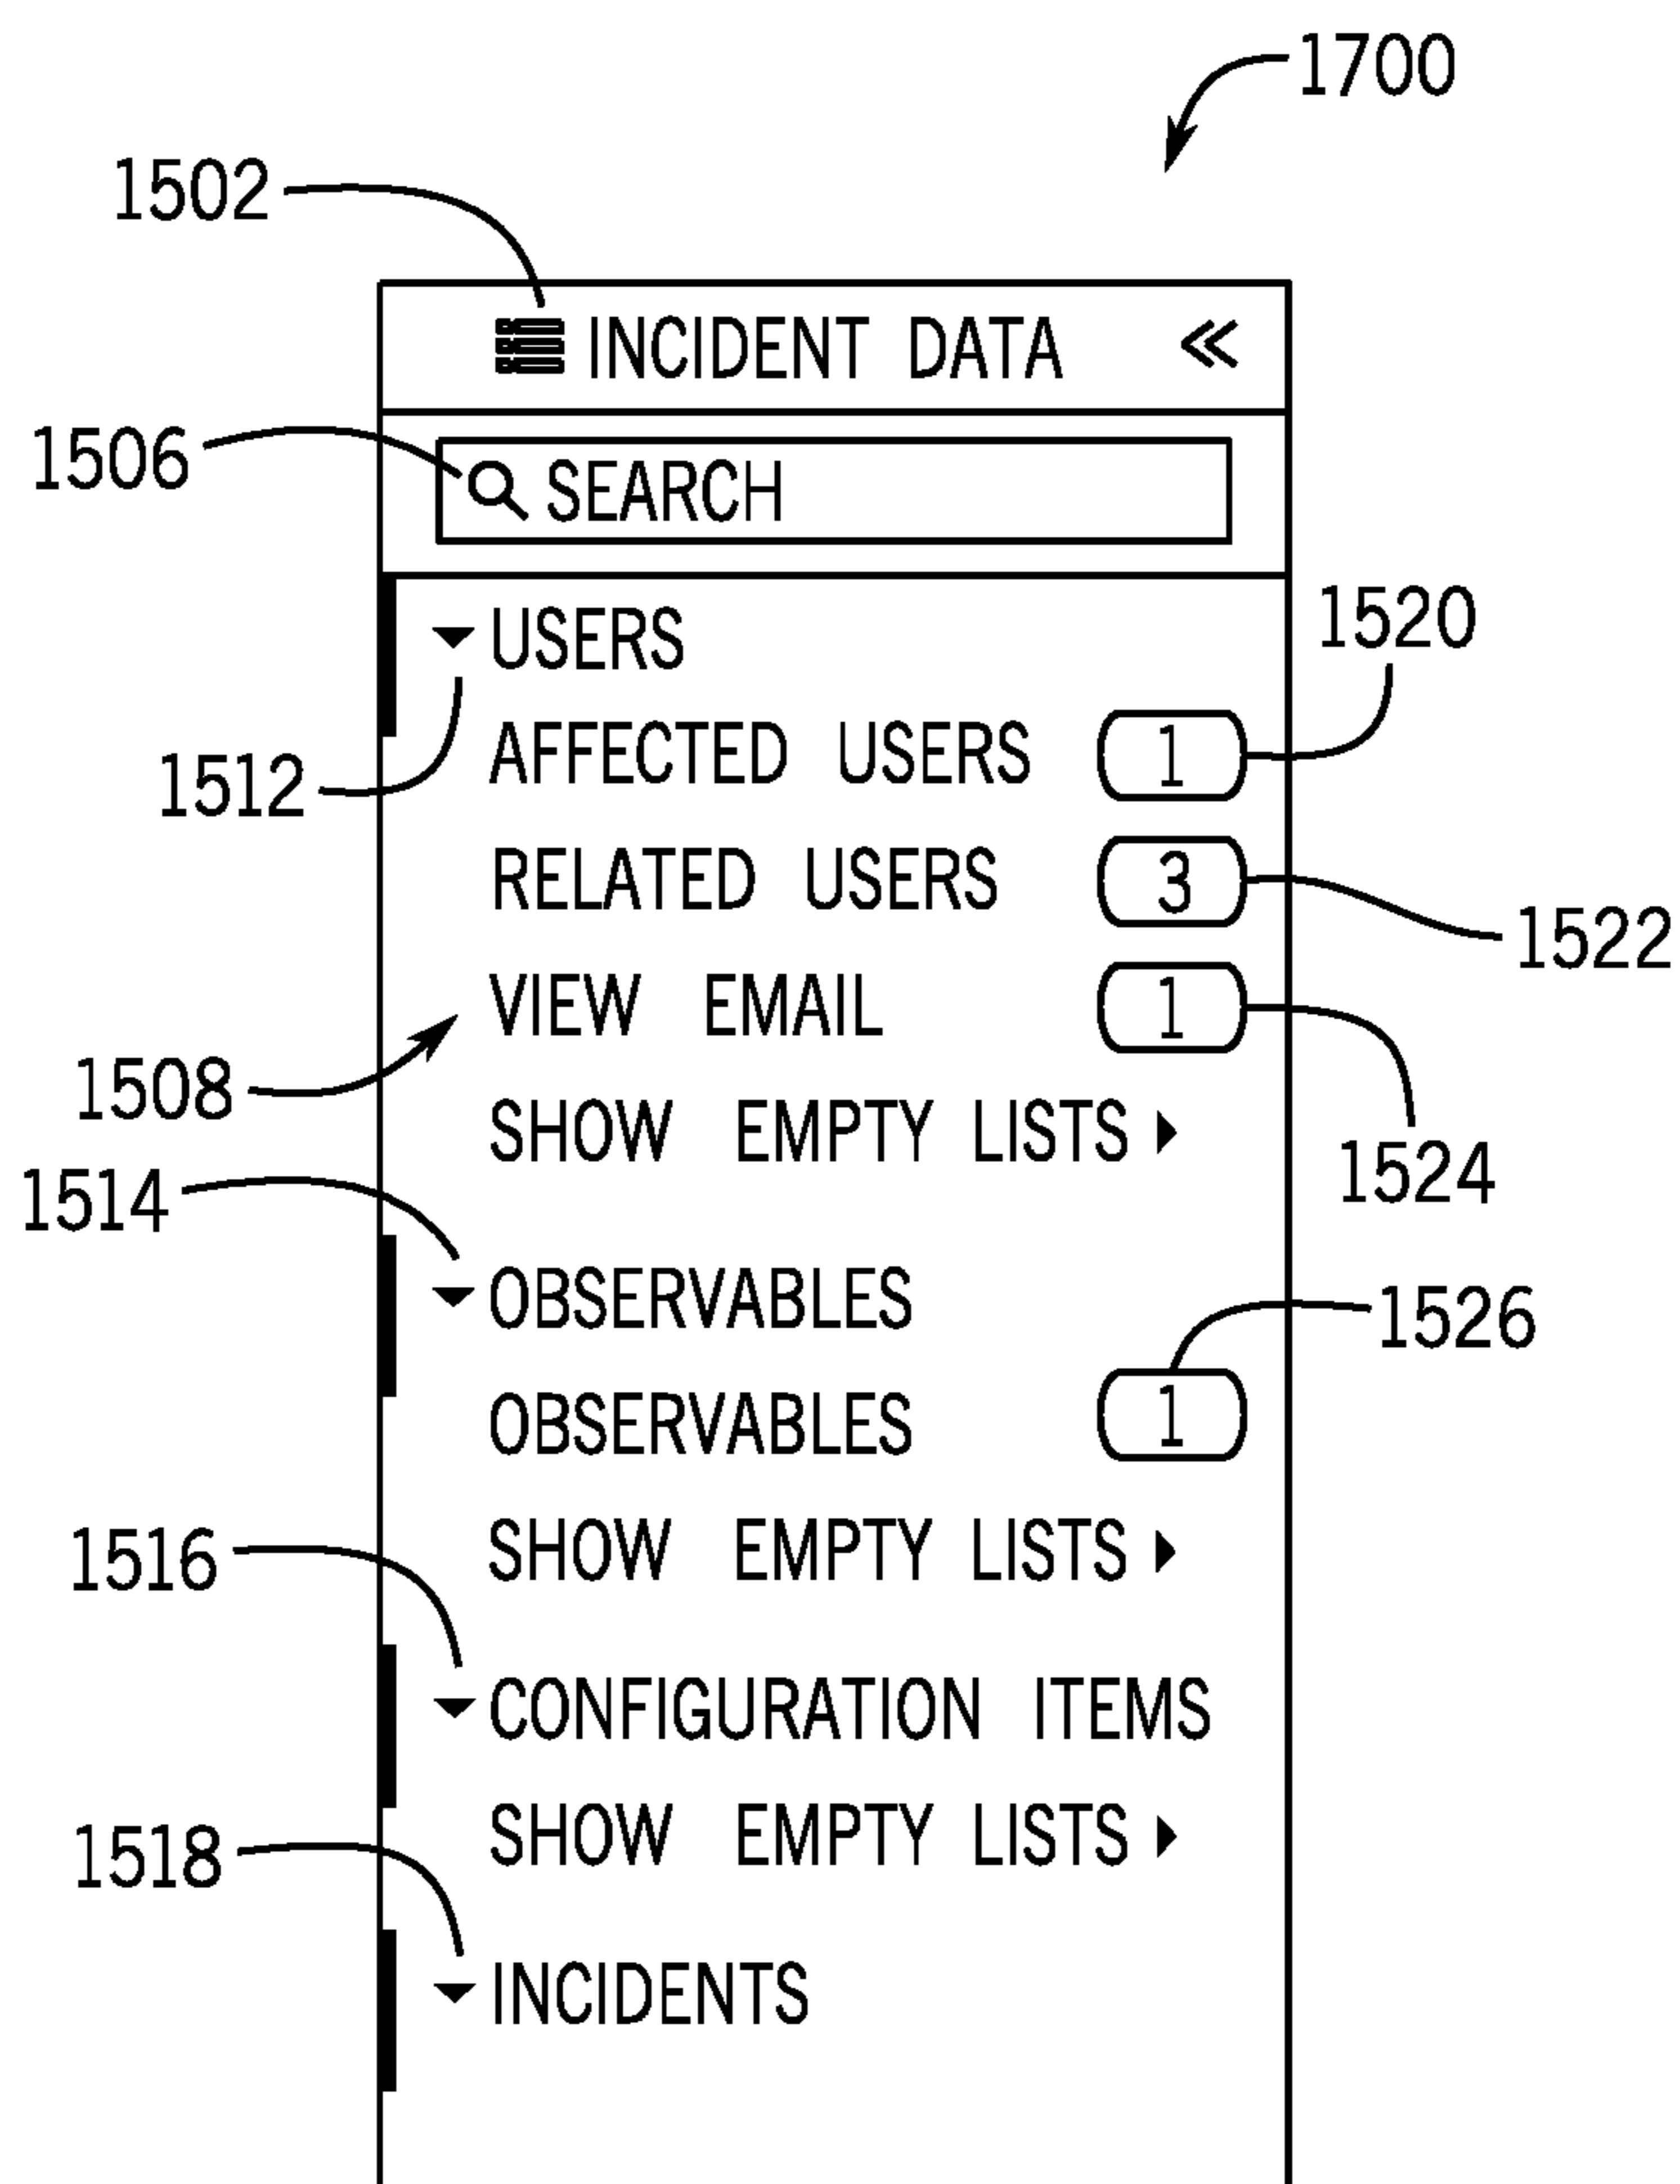 1700
1502
INCIDENT DATA
1506
SEARCH
USERS
1520
1512
AFFECTED USERS 1
RELATED USERS 3
1522
VIEW EMAIL 1
1508
SHOW EMPTY LISTS
1524
1514
OBSERVABLES
1526
OBSERVABLES 1
1516
SHOW EMPTY LISTS
CONFIGURATION ITEMS
SHOW EMPTY LISTS
1518
INCIDENTS